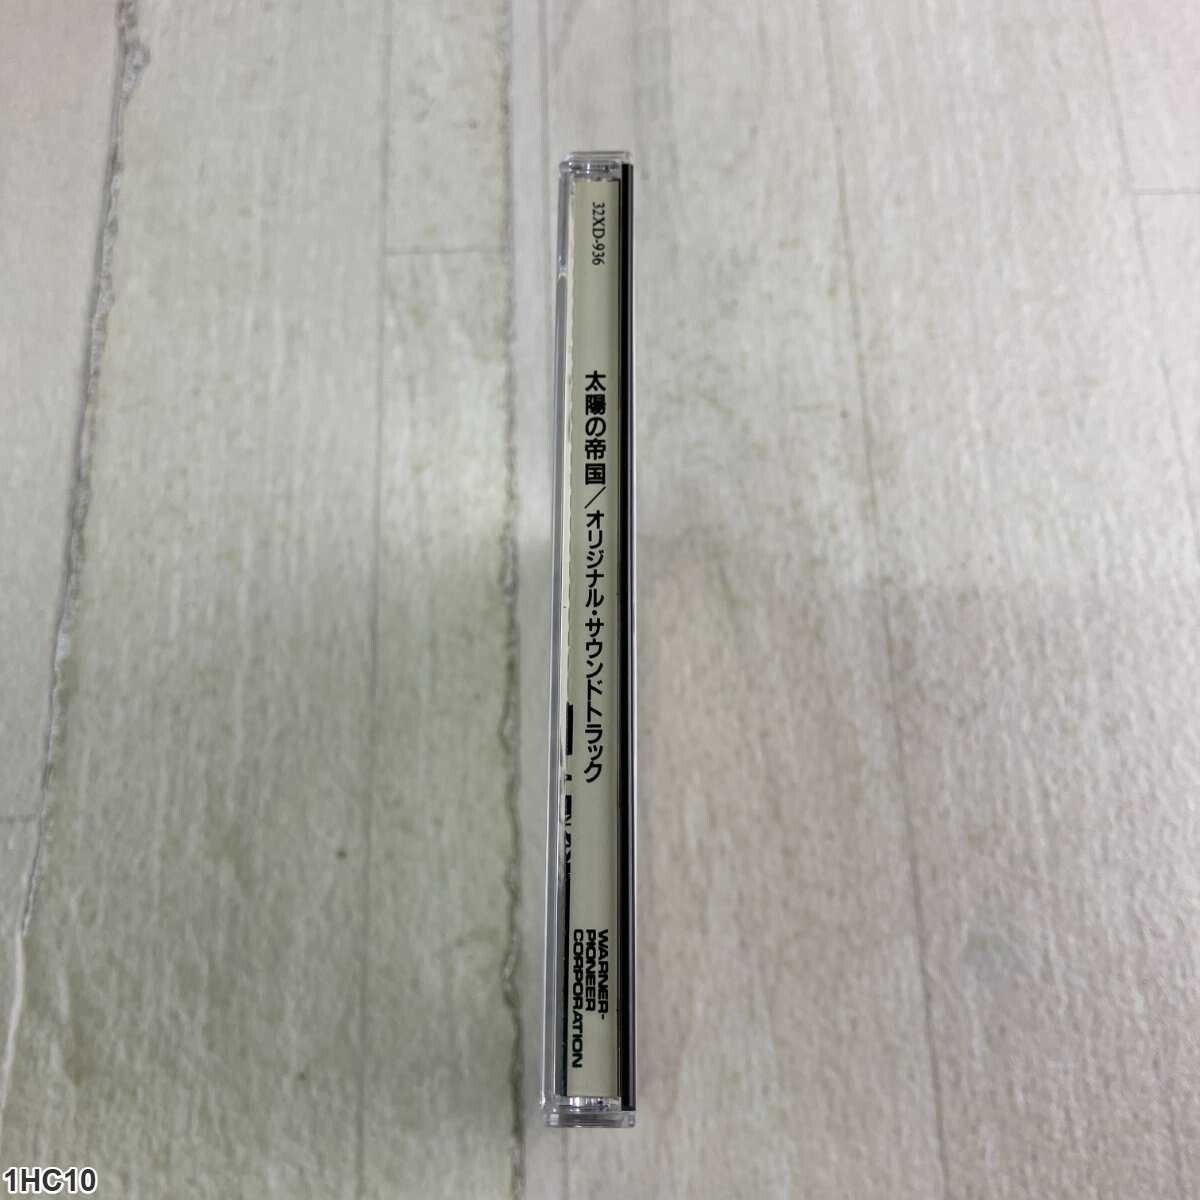 32XD-936
太陽の帝国／オリジナル・サウンドトラック
WARNER-
PIONEER
CORPORATION
1HC10